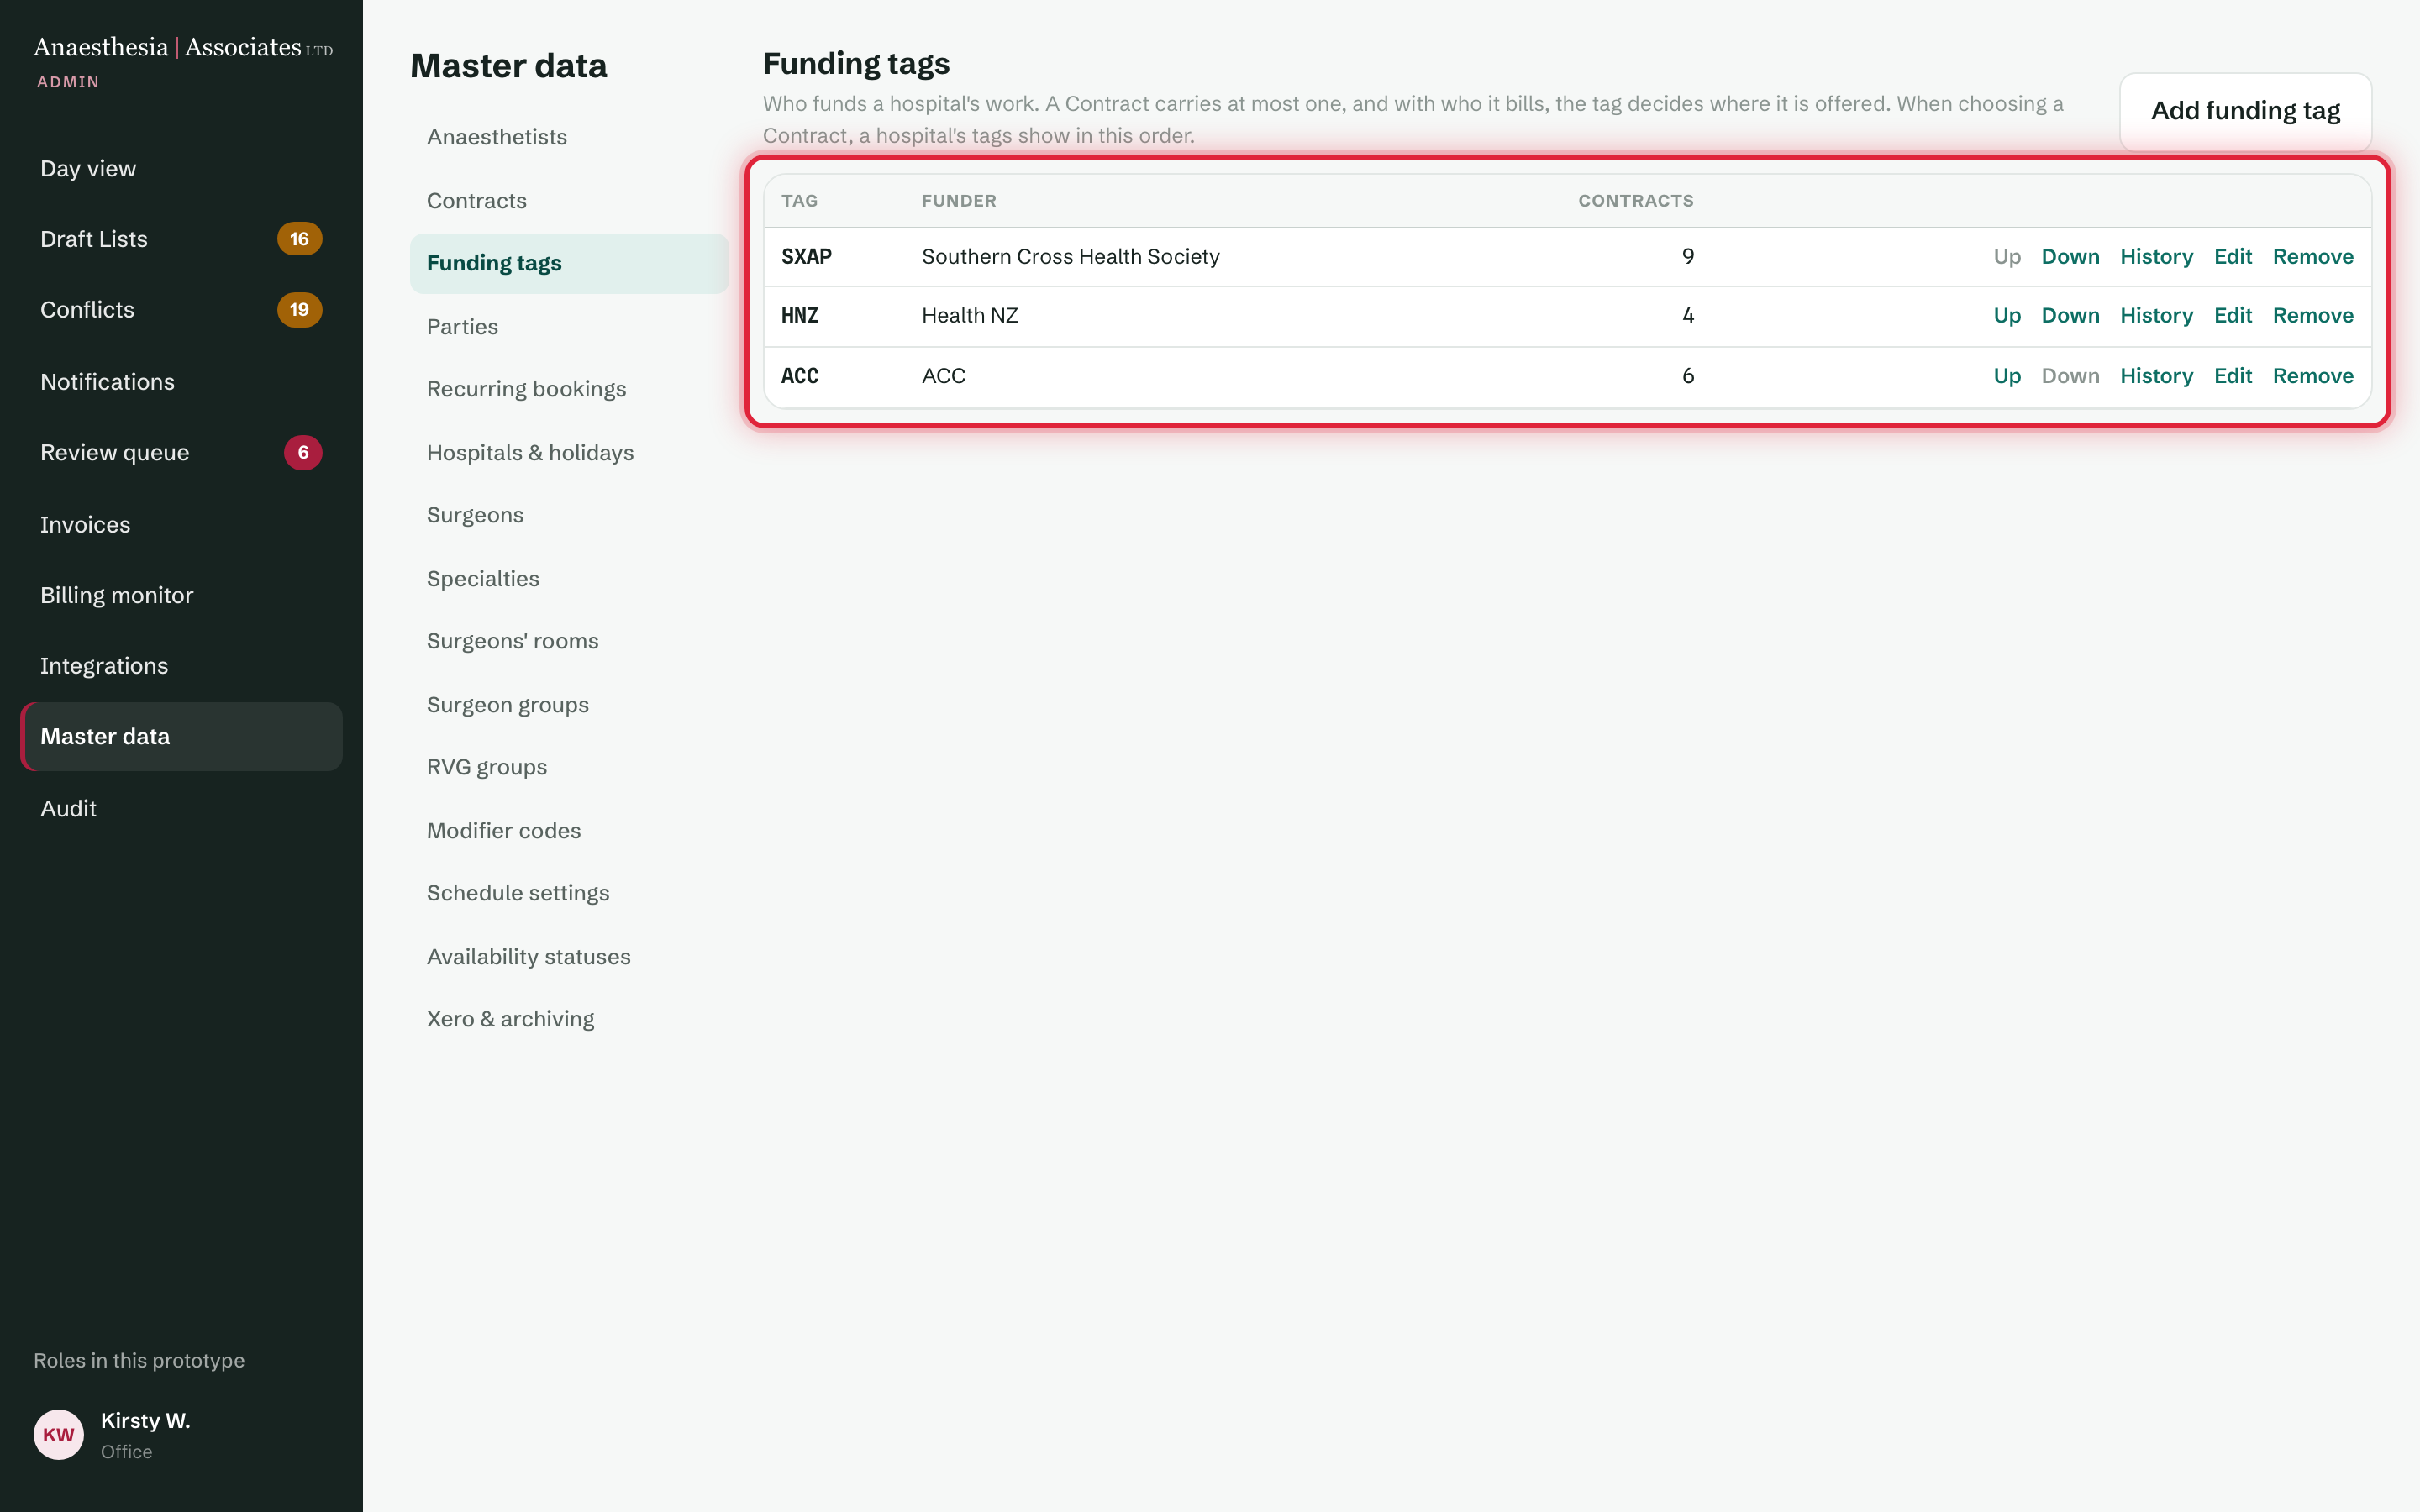 Anaesthesia | Associates LTD
ADMIN
Day view
Draft Lists 16
Conflicts 19
Notifications
Review queue 6
Invoices
Billing monitor
Integrations
Master data
Audit
Roles in this prototype
KW
Kirsty W.
Office
Master data
Anaesthetists
Contracts
Funding tags
Parties
Recurring bookings
Hospitals & holidays
Surgeons
Specialties
Surgeons' rooms
Surgeon groups
RVG groups
Modifier codes
Schedule settings
Availability statuses
Xero & archiving
Funding tags
Who funds a hospital's work. A Contract carries at most one, and with who it bills, the tag decides where it is offered. When choosing a
Contract, a hospital's tags show in this order.
Add funding tag
TAG FUNDER CONTRACTS
SXAP Southern Cross Health Society 9 Up Down History Edit Remove
HNZ Health NZ 4 Up Down History Edit Remove
ACC ACC 6 Up Down History Edit Remove